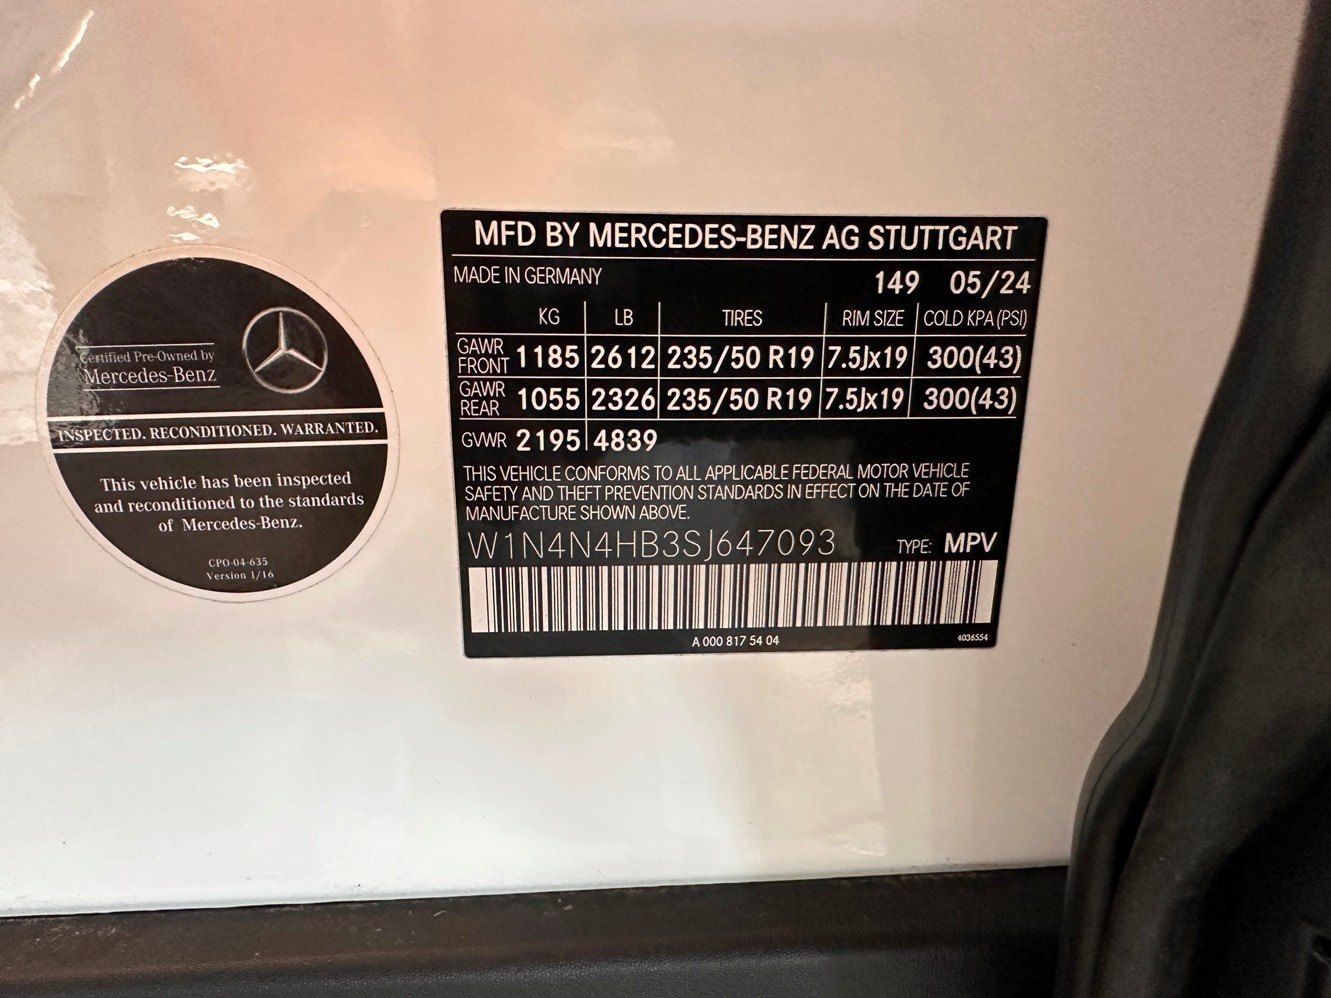 Certified Pre-Owned by
Mercedes-Benz
INSPECTED. RECONDITIONED. WARRANTED.
This vehicle has been inspected
and reconditioned to the standards
of Mercedes-Benz.
CPO-04-635
Version 1/16
MFD BY MERCEDES-BENZ AG STUTTGART
MADE IN GERMANY 149 05/24
KG LB TIRES RIM SIZE COLD KPA (PSI)
GAWR FRONT 1185 2612 235/50 R19 7.5Jx19 300(43)
GAWR REAR 1055 2326 235/50 R19 7.5Jx19 300(43)
GVWR 2195 4839
THIS VEHICLE CONFORMS TO ALL APPLICABLE FEDERAL MOTOR VEHICLE
SAFETY AND THEFT PREVENTION STANDARDS IN EFFECT ON THE DATE OF
MANUFACTURE SHOWN ABOVE.
W1N4N4HB3SJ647093 TYPE: MPV
A 000 817 54 04 4036554